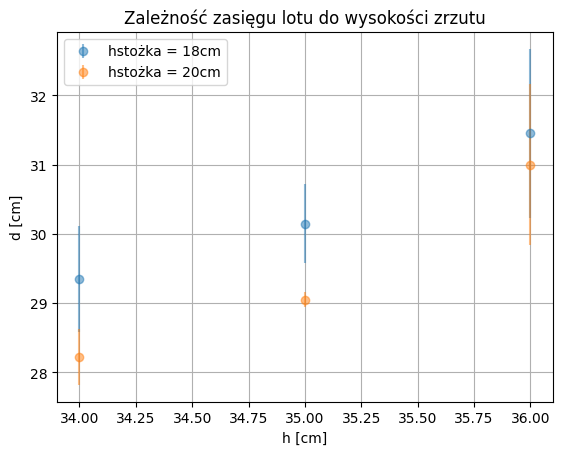 Zależność zasięgu lotu do wysokości zrzutu
hstożka = 18cm
hstożka = 20cm
32
31
30
29
28
d [cm]
34.00 34.25 34.50 34.75 35.00 35.25 35.50 35.75 36.00
h [cm]